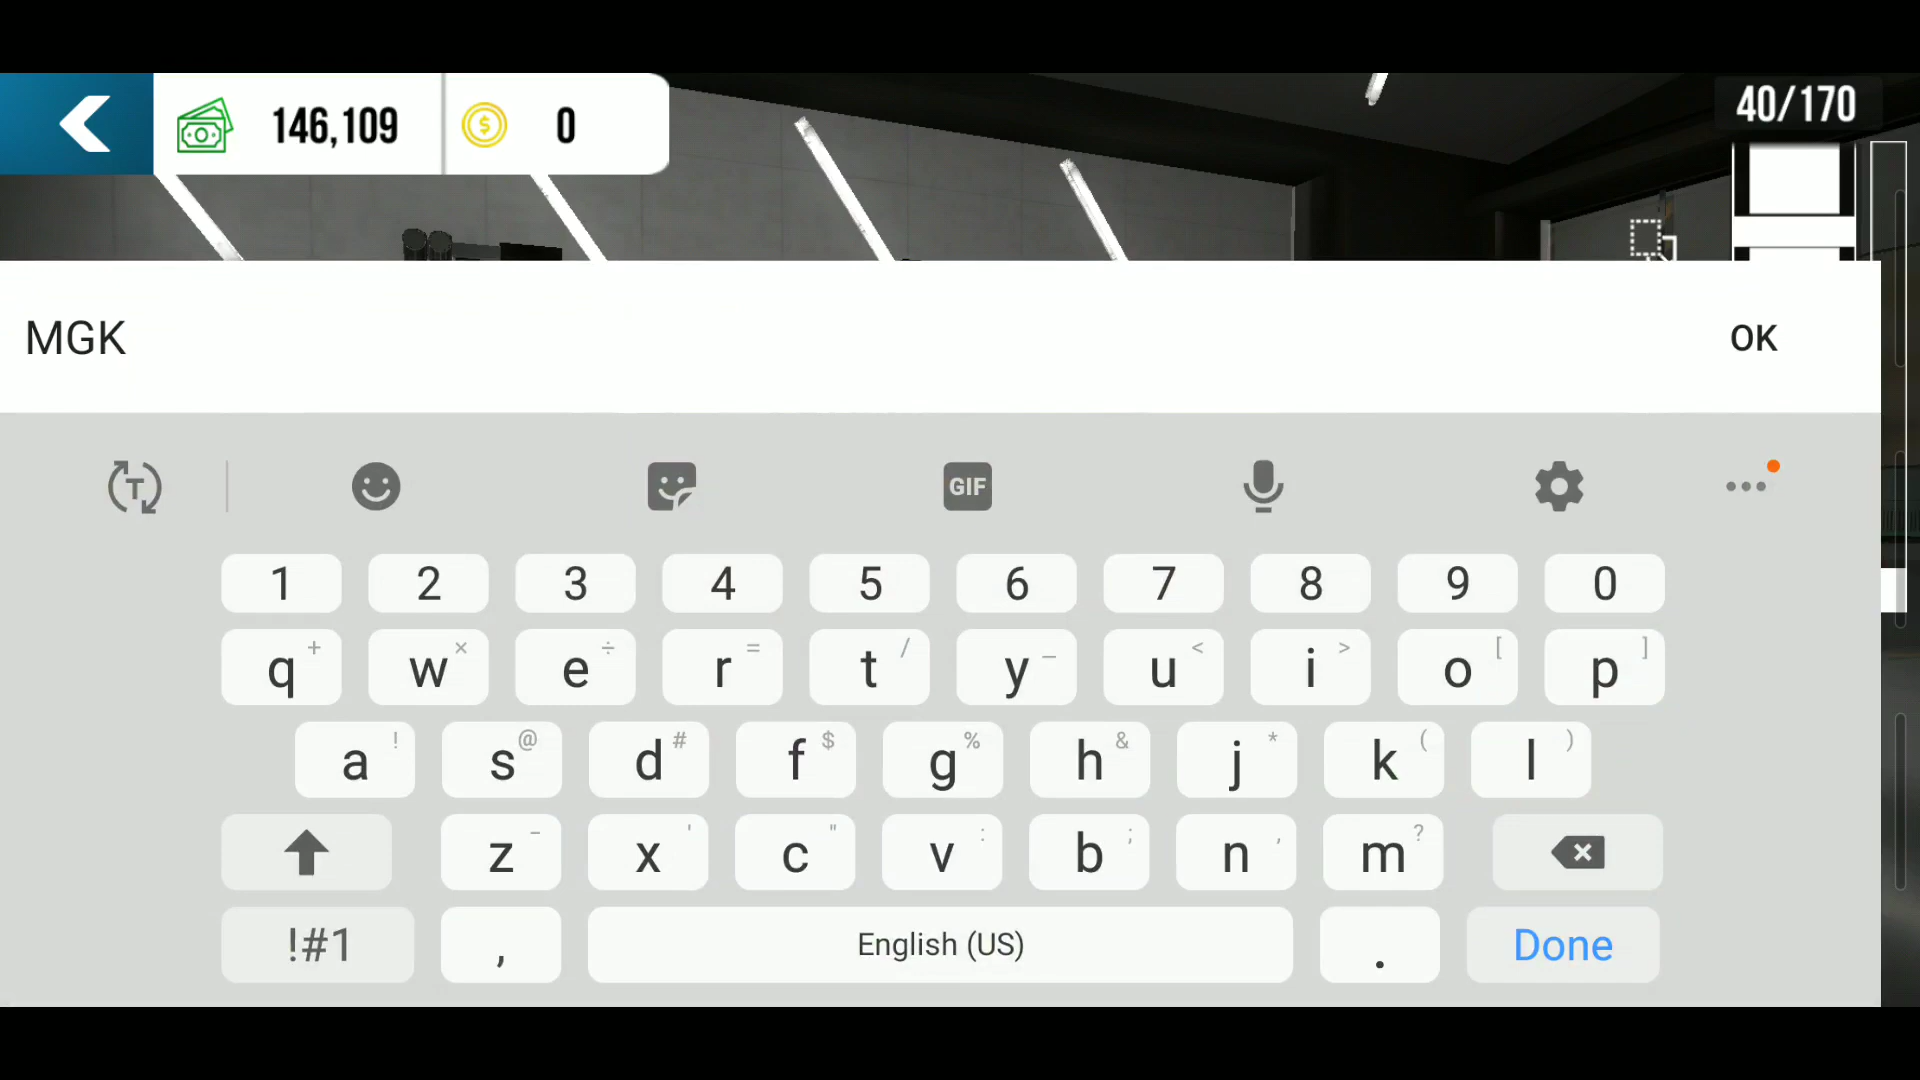 146,109 0 40/170
MGK OK
GIF
1 2 3 4 5 6 7 8 9 0
q + w × e ÷ r = t / y _ u < i > o [ p ]
a ! s @ d # f $ g % h & j * k ( l )
z - x ' c " v : b ; n , m ?
!#1 , English (US) . Done